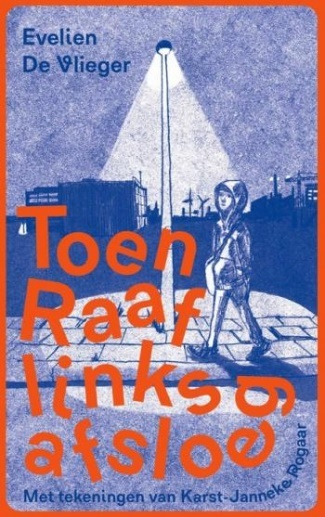 Evelien
De Vlieger
Toen
Raaf
links
afsloeg
Met tekeningen van Karst-Janneke Rogaar